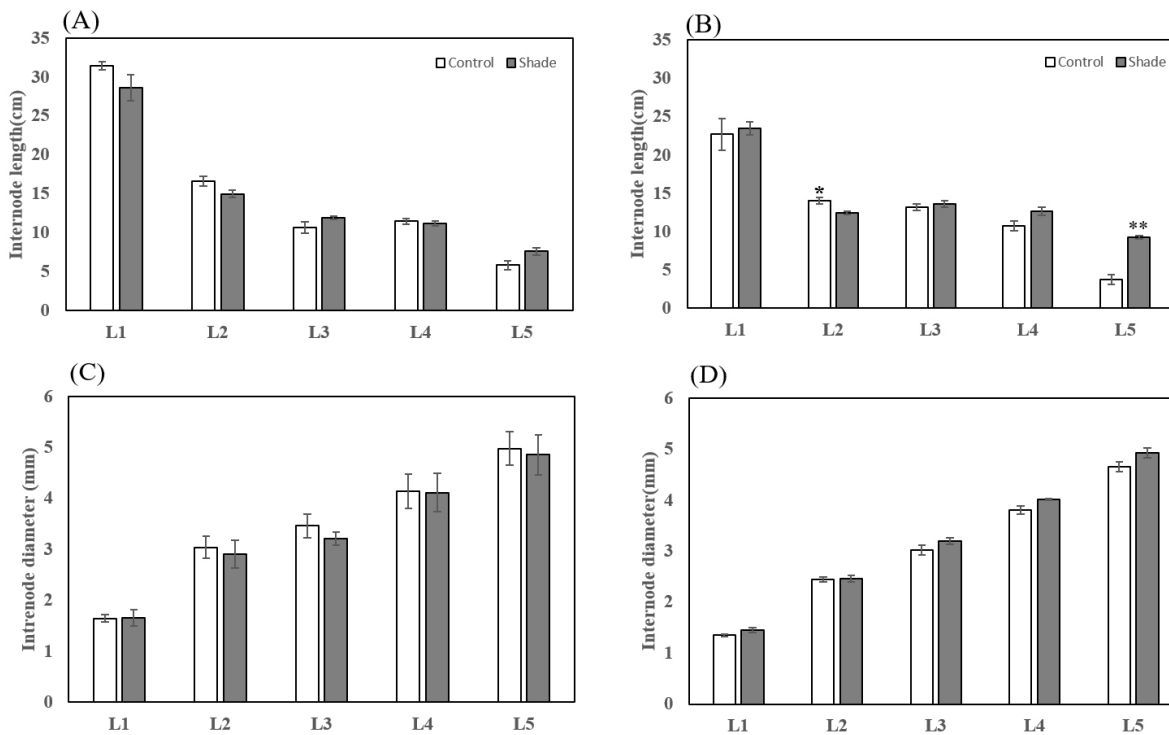 (A)
Internode length(cm)
35
30
25
20
15
10
5
0
Control Shade
L1 L2 L3 L4 L5
(B)
Internode length(cm)
35
30
25
20
15
10
5
0
Control Shade
*
**
L1 L2 L3 L4 L5
(C)
Intrenode diameter (mm)
6
5
4
3
2
1
0
L1 L2 L3 L4 L5
(D)
Internode diameter(mm)
6
5
4
3
2
1
0
L1 L2 L3 L4 L5